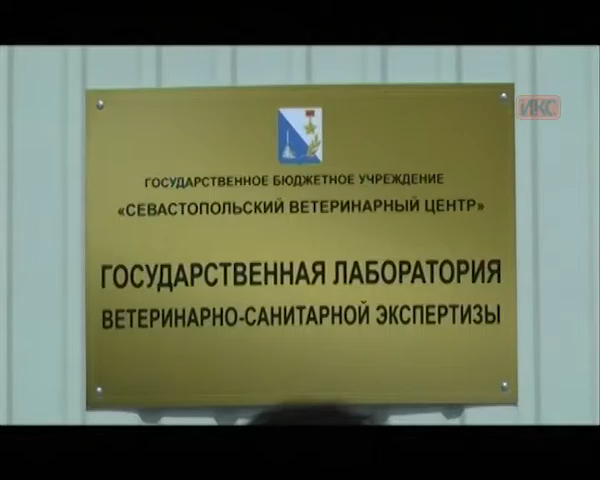 ИКС
ГОСУДАРСТВЕННОЕ БЮДЖЕТНОЕ УЧРЕЖДЕНИЕ
«СЕВАСТОПОЛЬСКИЙ ВЕТЕРИНАРНЫЙ ЦЕНТР»
ГОСУДАРСТВЕННАЯ ЛАБОРАТОРИЯ
ВЕТЕРИНАРНО-САНИТАРНОЙ ЭКСПЕРТИЗЫ